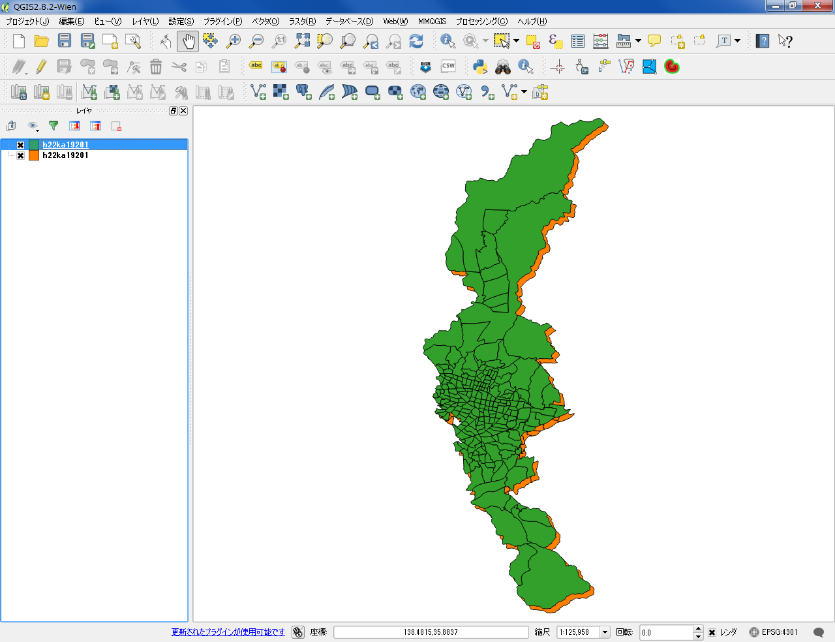 QGIS2.8.2-Wien
プロジェクト(J) 編集(E) ビュー(V) レイヤ(L) 設定(S) プラグイン(P) ベクタ(O) ラスタ(R) データベース(D) Web(W) MMQGIS プロセッシング(C) ヘルプ(H)
abc
CSW
レイヤ
h22ka19201
h22ka19201
更新されたプラグインが使用可能です 座標: 138.4815,35.8837 縮尺 1:125,958 回転: 0.0 レンダ EPSG:4301